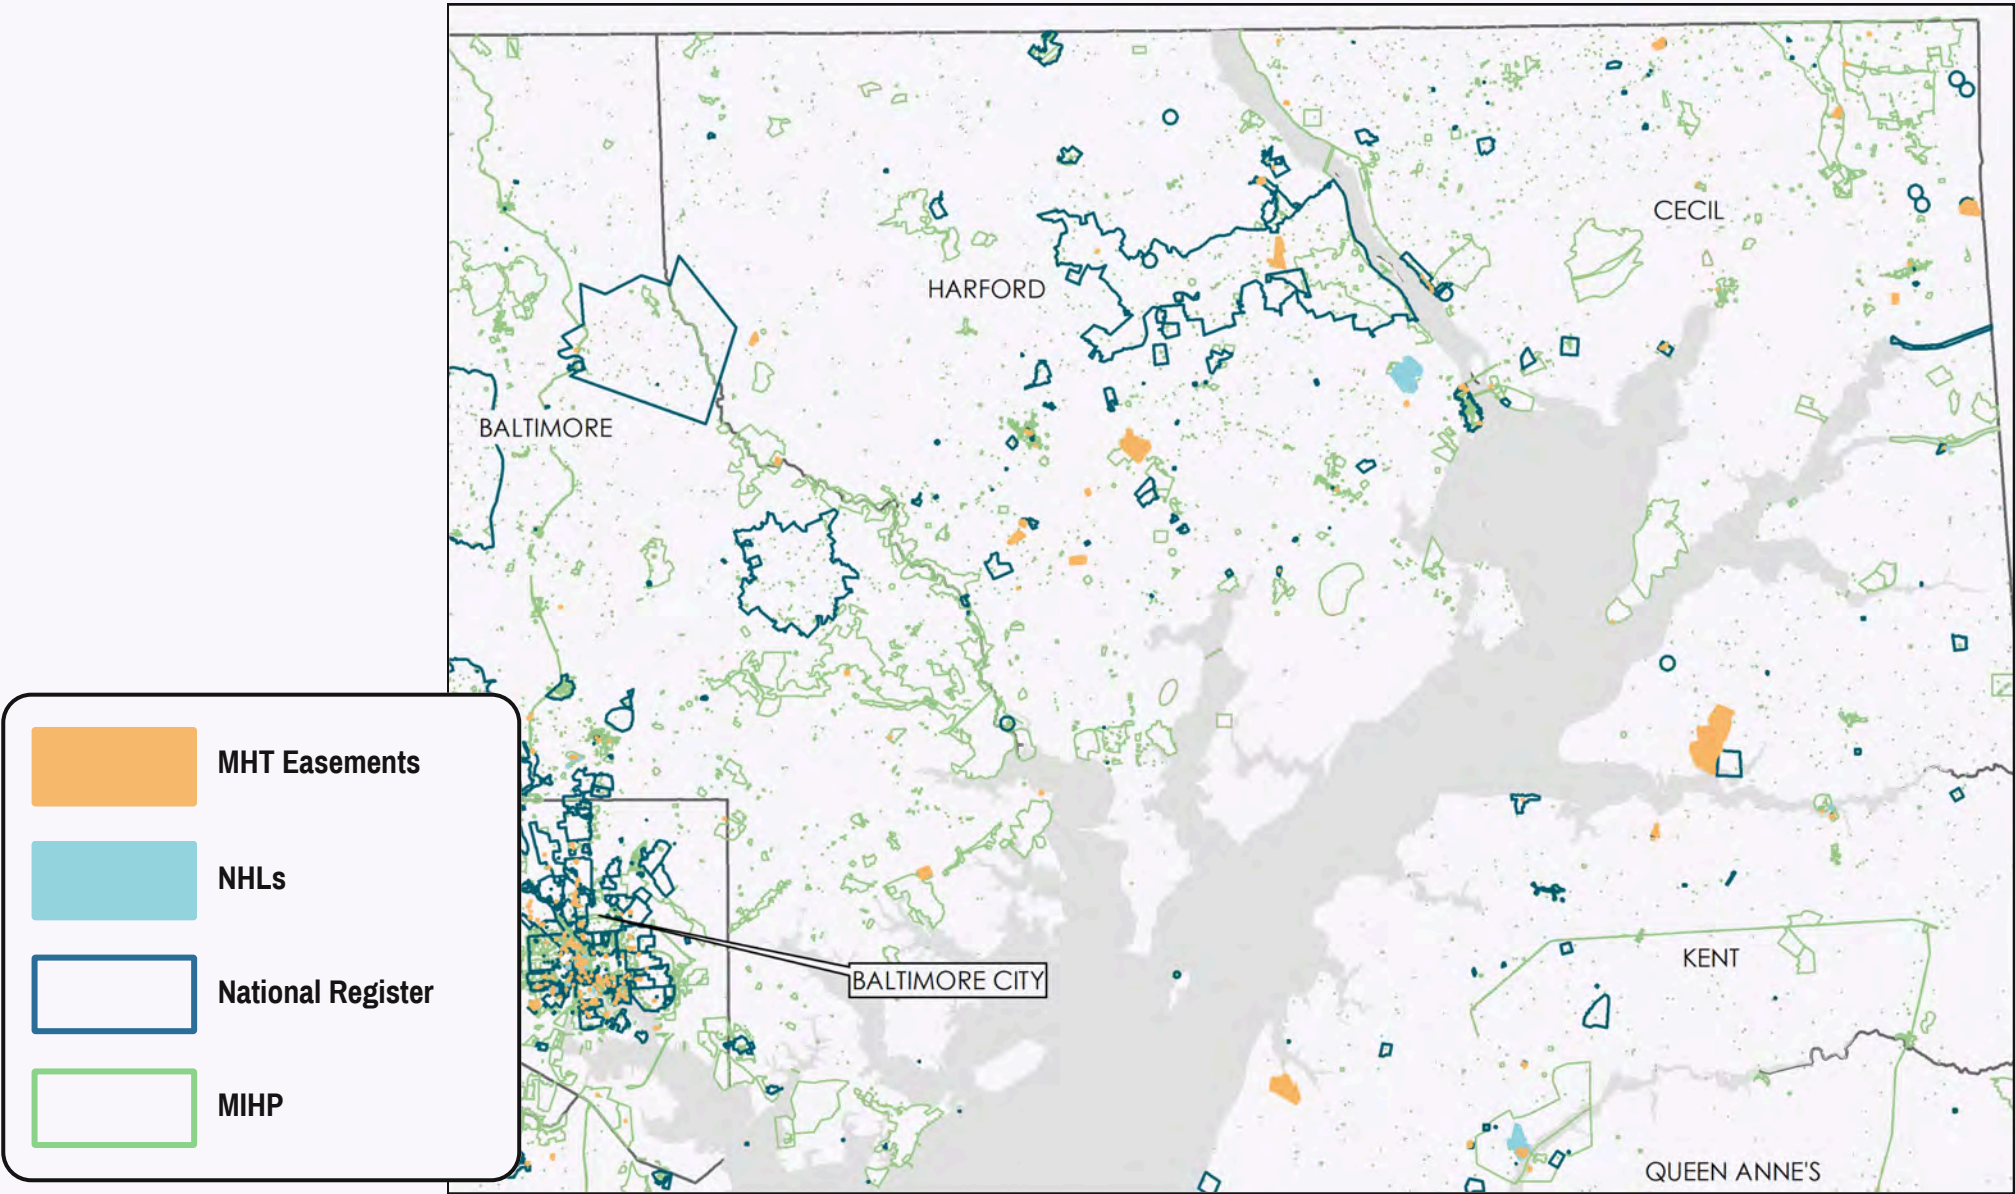 CECIL
HARFORD
BALTIMORE
MHT Easements
NHLs
National Register
MIHP
BALTIMORE CITY
KENT
QUEEN ANNE'S